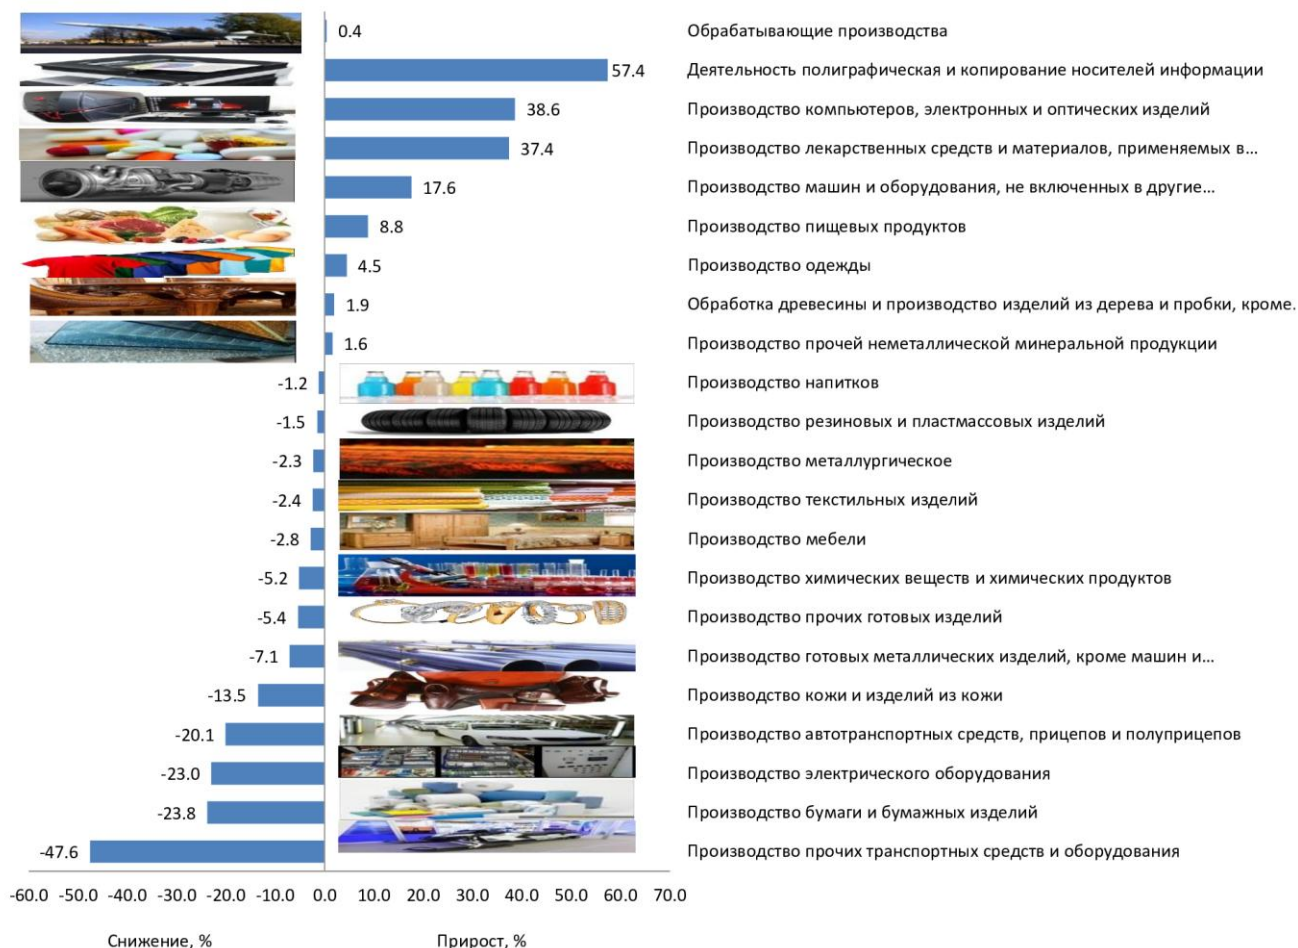 0.4 Обрабатывающие производства
57.4 Деятельность полиграфическая и копирование носителей информации
38.6 Производство компьютеров, электронных и оптических изделий
37.4 Производство лекарственных средств и материалов, применяемых в...
17.6 Производство машин и оборудования, не включенных в другие...
8.8 Производство пищевых продуктов
4.5 Производство одежды
1.9 Обработка древесины и производство изделий из дерева и пробки, кроме.
1.6 Производство прочей неметаллической минеральной продукции
-1.2 Производство напитков
-1.5 Производство резиновых и пластмассовых изделий
-2.3 Производство металлургическое
-2.4 Производство текстильных изделий
-2.8 Производство мебели
-5.2 Производство химических веществ и химических продуктов
-5.4 Производство прочих готовых изделий
-7.1 Производство готовых металлических изделий, кроме машин и...
-13.5 Производство кожи и изделий из кожи
-20.1 Производство автотранспортных средств, прицепов и полуприцепов
-23.0 Производство электрического оборудования
-23.8 Производство бумаги и бумажных изделий
-47.6 Производство прочих транспортных средств и оборудования
-60.0 -50.0 -40.0 -30.0 -20.0 -10.0 0.0 10.0 20.0 30.0 40.0 50.0 60.0 70.0
Снижение, % Прирост, %